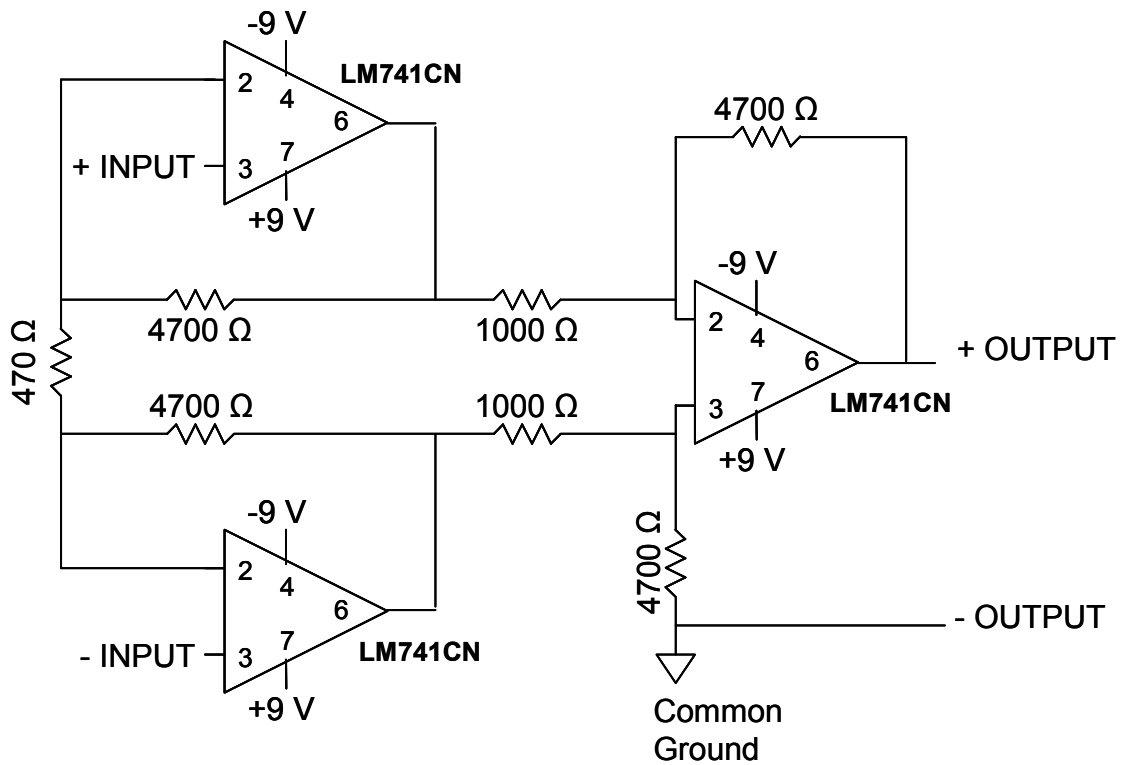 -9 V
LM741CN
2
4
6
+ INPUT
3
7
+9 V
4700 Ω
-9 V
2
4
6
+ OUTPUT
3
7
LM741CN
+9 V
4700 Ω
1000 Ω
470 Ω
4700 Ω
1000 Ω
-9 V
2
4
6
- INPUT
3
7
LM741CN
+9 V
4700 Ω
- OUTPUT
Common
Ground